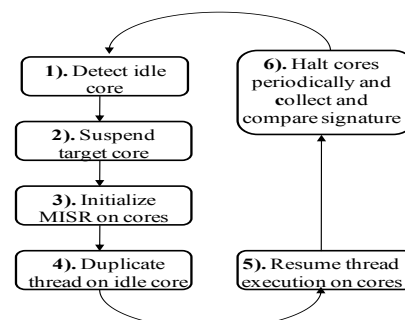 1). Detect idle
core
2). Suspend
target core
3). Initialize
MISR on cores
4). Duplicate
thread on idle core
5). Resume thread
execution on cores
6). Halt cores
periodically and
collect and
compare signature